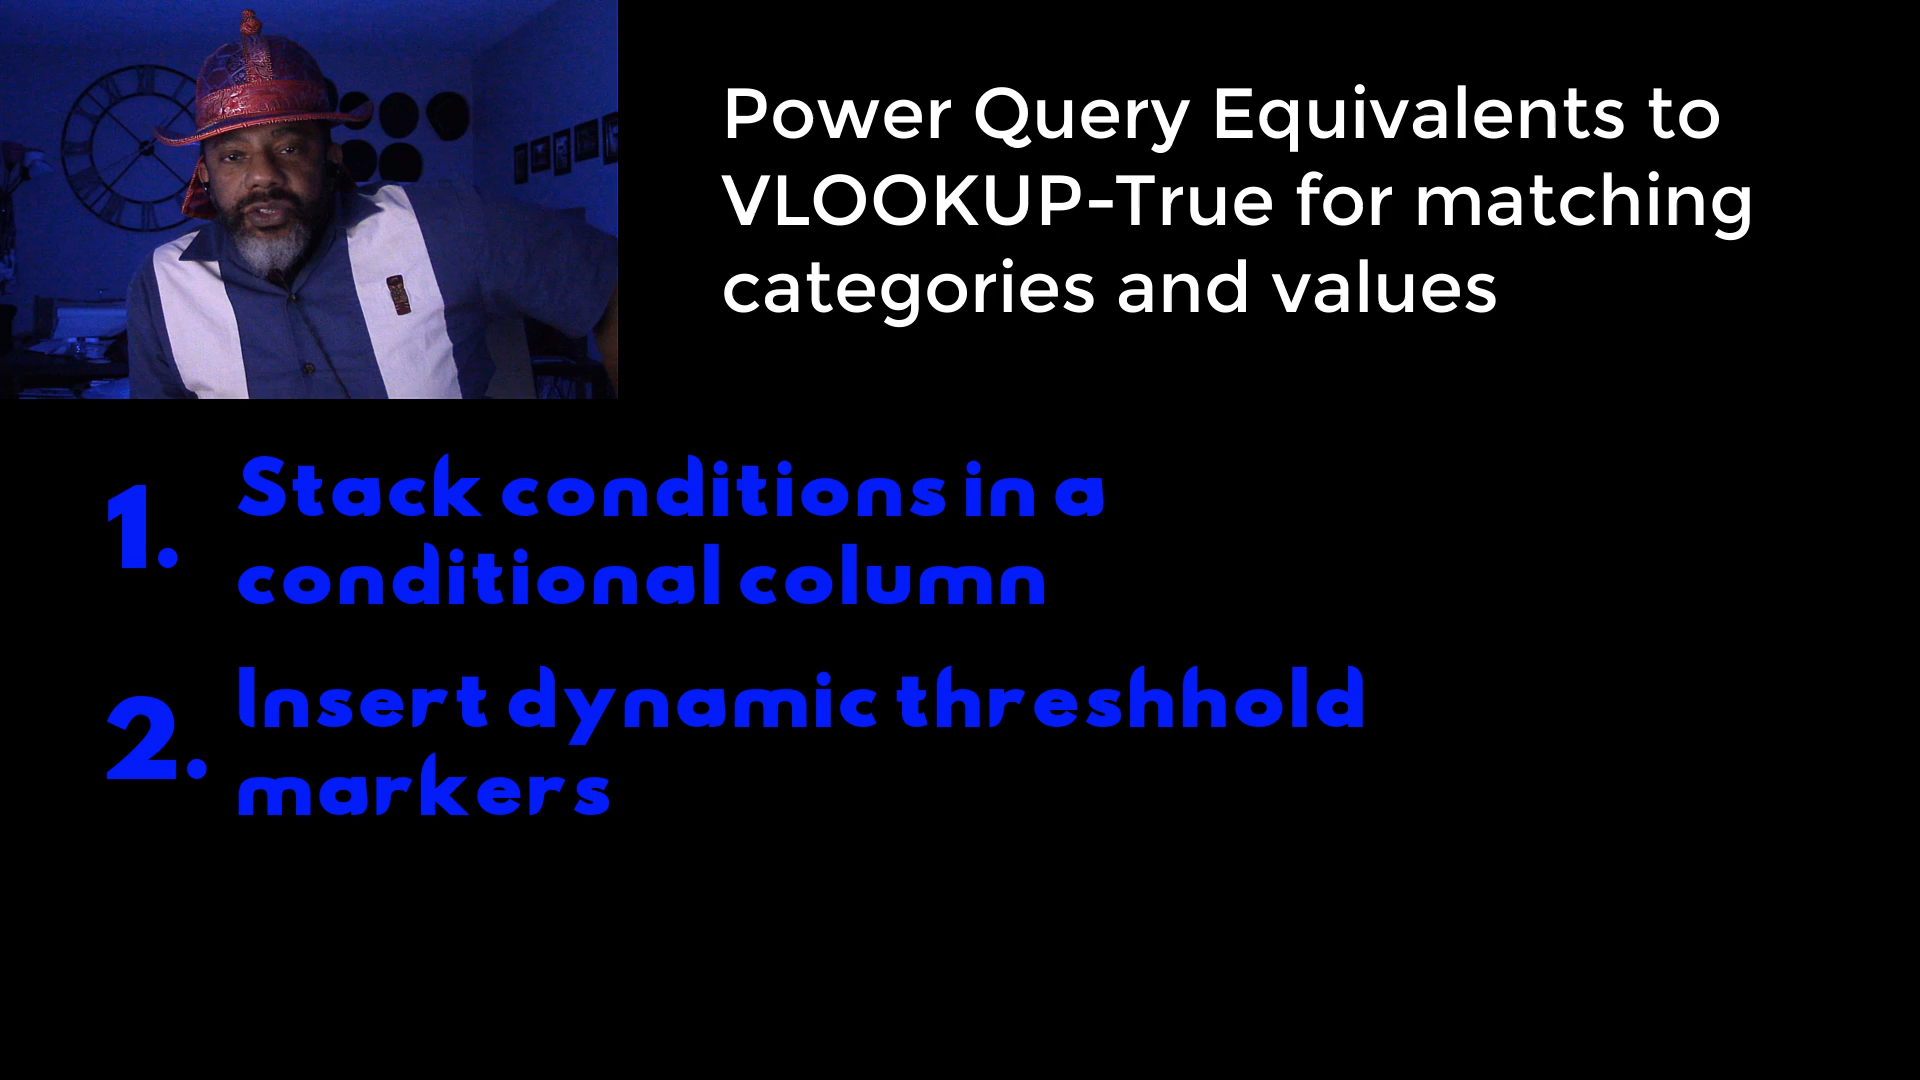 Power Query Equivalents to
VLOOKUP-True for matching
categories and values
1. Stack conditions in a
conditional column
2. Insert dynamic threshhold
markers